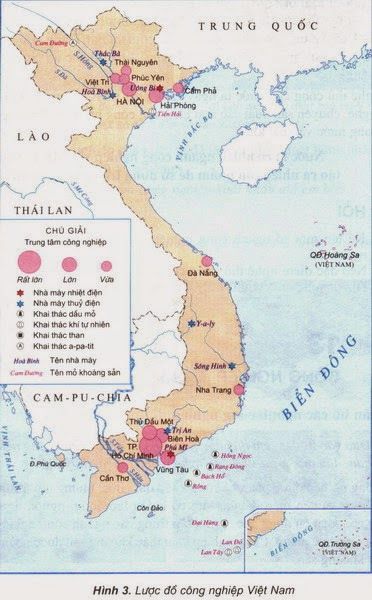 TRUNG QUỐC
Cam Đường
S.Hồng
S.Đà
Thác Bà
Thái Nguyên
Việt Trì
Phúc Yên
Uông Bí
Cẩm Phả
Hoà Bình
HÀ NỘI
Hải Phòng
Tiền Hải
VỊNH BẮC BỘ
LÀO
S.Mê Công
THÁI LAN
CHÚ GIẢI
Trung tâm công nghiệp
Rất lớn
Lớn
Vừa
Nhà máy nhiệt điện
Nhà máy thuỷ điện
Khai thác dầu mỏ
Khai thác khí tự nhiên
Khai thác than
Khai thác a-pa-tit
Hoà Bình Tên nhà máy
Cam Đường Tên mỏ khoáng sản
QĐ.Hoàng Sa
(VIỆT NAM)
Đà Nẵng
Y-a-ly
Sông Hinh
Nha Trang
BIỂN ĐÔNG
CAM-PU-CHIA
VỊNH THÁI LAN
Thủ Dầu Một
Trị An
Biên Hoà
TP.
Hồ Chí Minh
Phú Mĩ
Vũng Tàu
Đ.Phú Quốc
S.Tiền
S.Hậu
Cần Thơ
Côn Đảo
Hồng Ngọc
Rạng Đông
Bạch Hổ
Rồng
Đại Hùng
Lan Đỏ
Lan Tây
BIỂN ĐÔNG
QĐ.Trường Sa
(VIỆT NAM)
Hình 3. Lược đồ công nghiệp Việt Nam